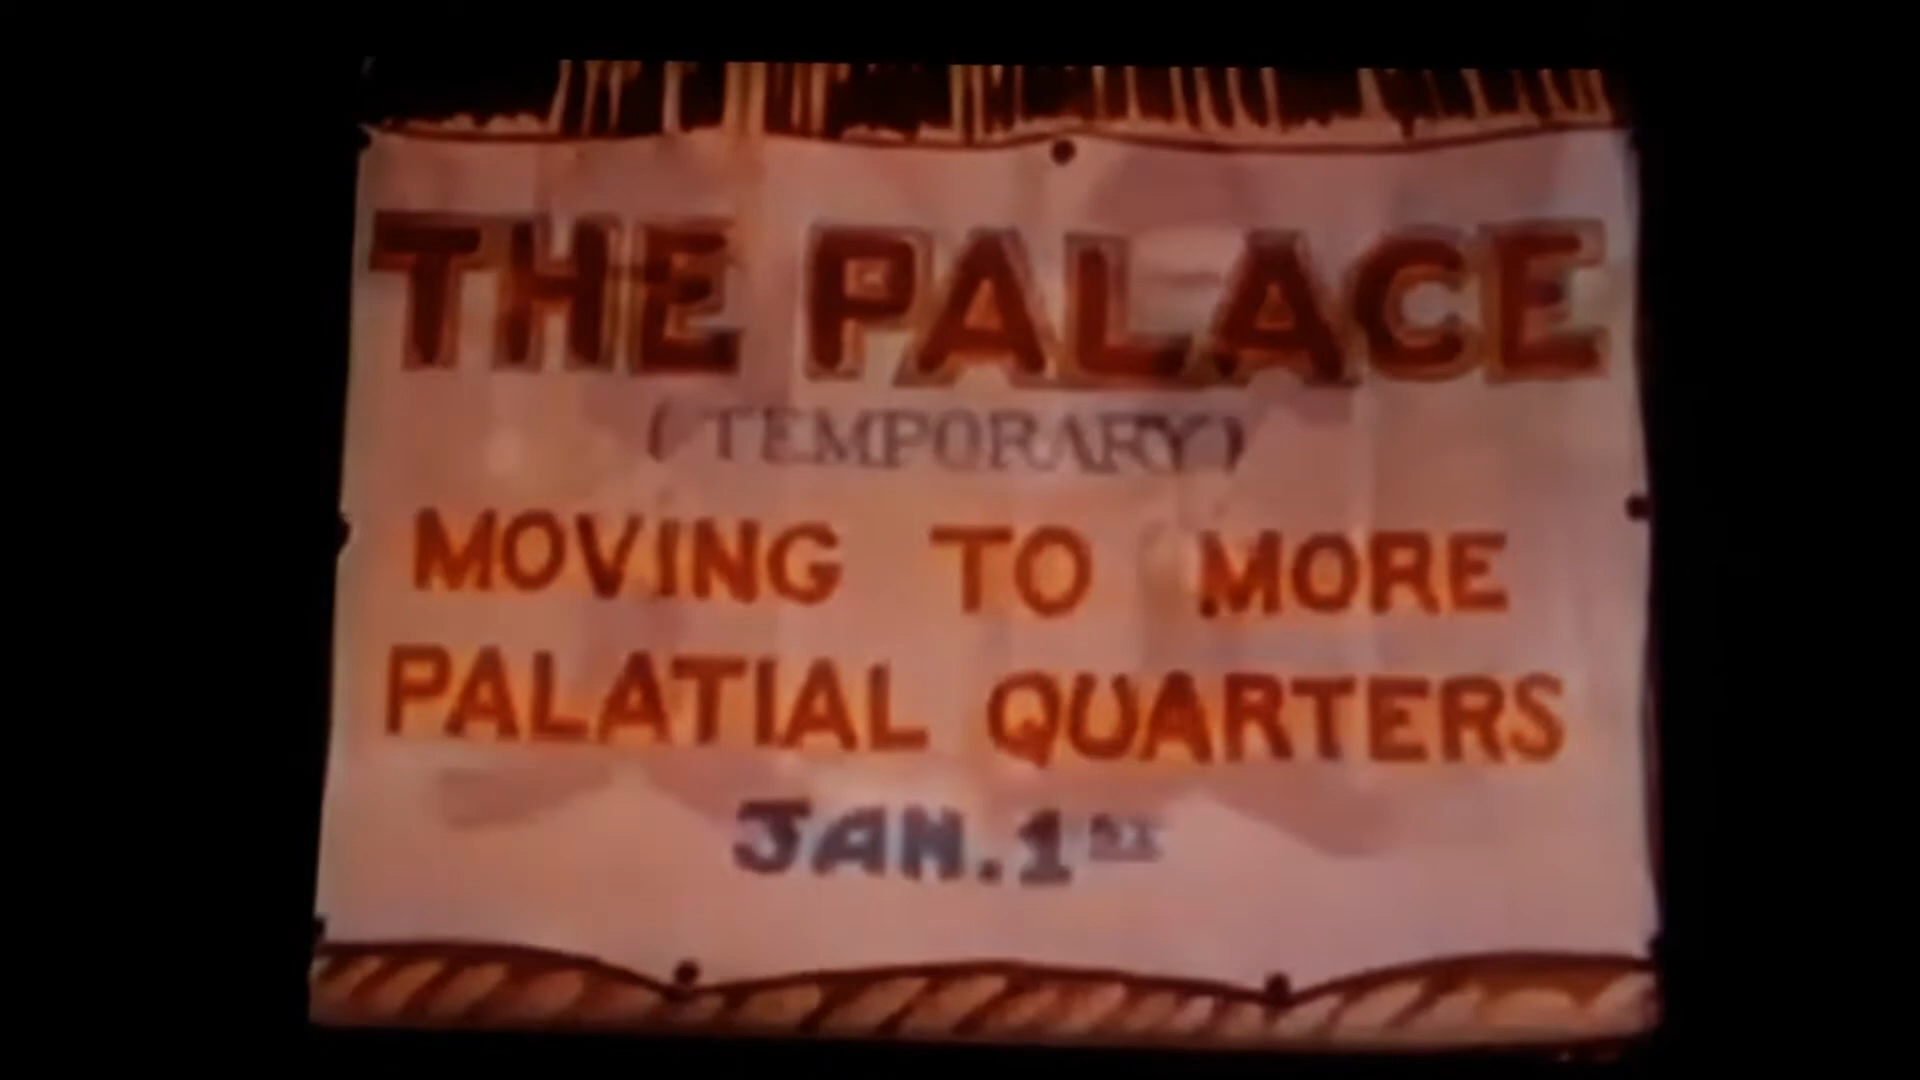 THE PALACE
(TEMPORARY)
MOVING TO MORE
PALATIAL QUARTERS
JAN. 1ST